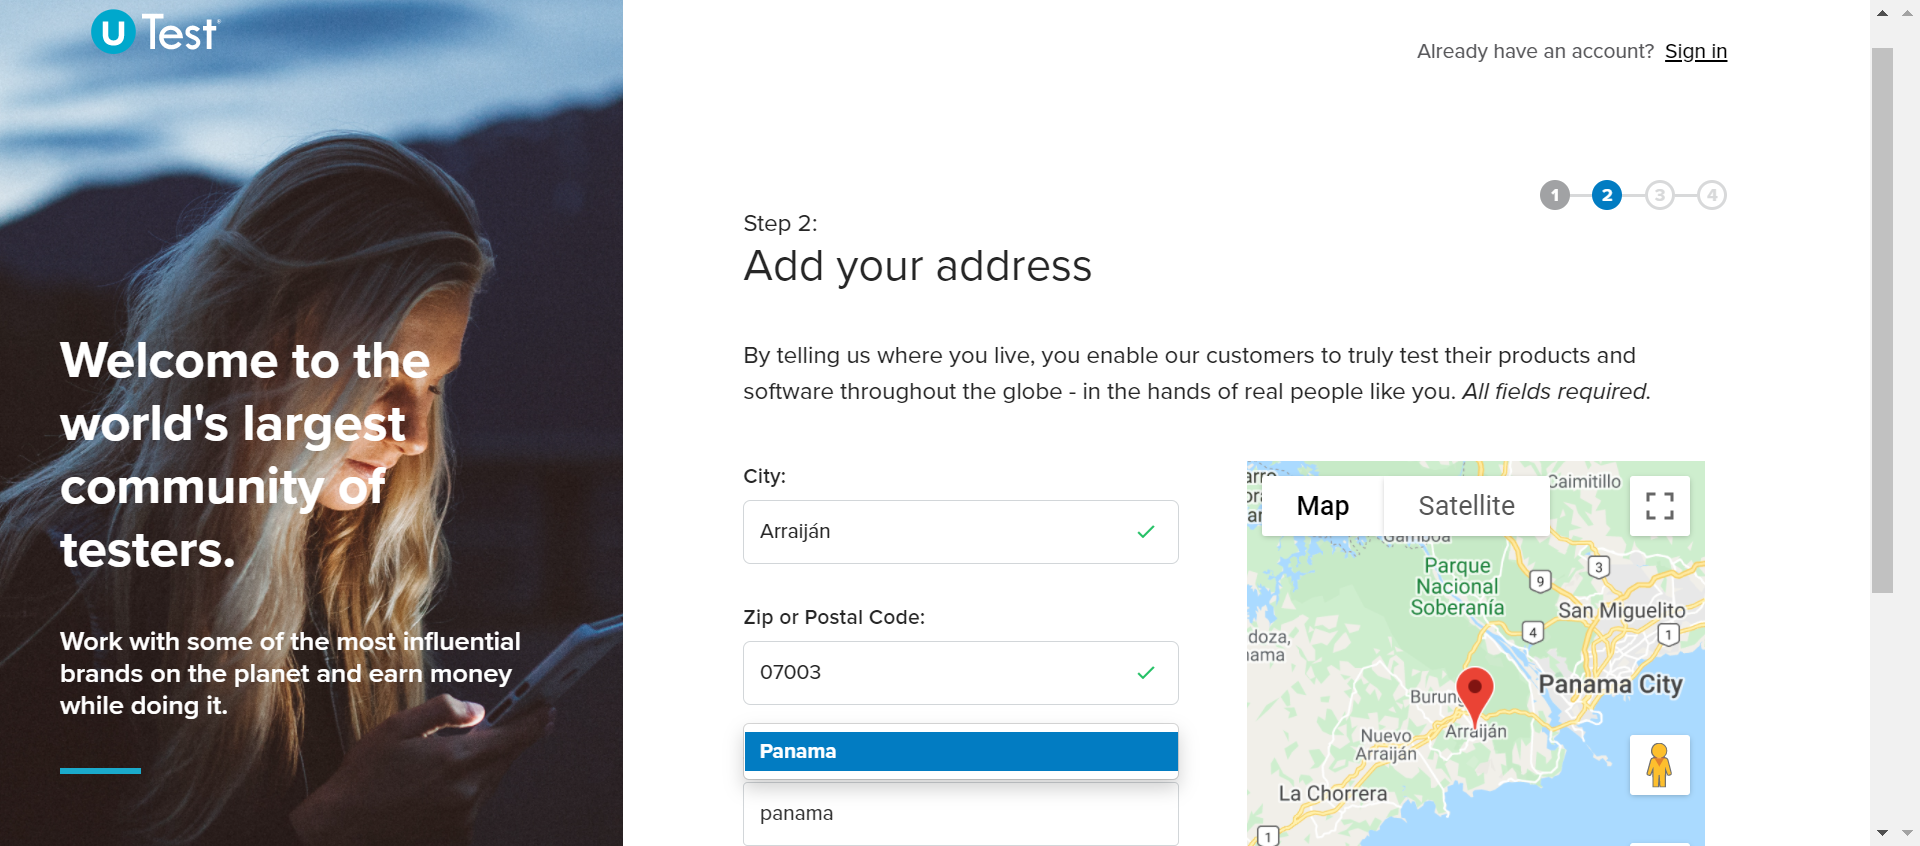 U Test
Already have an account? Sign in
1 2 3 4
Step 2:
Add your address
By telling us where you live, you enable our customers to truly test their products and
software throughout the globe - in the hands of real people like you. All fields required.
Welcome to the
world's largest
community of
testers.
Work with some of the most influential
brands on the planet and earn money
while doing it.
City:
Arraiján
Zip or Postal Code:
07003
Panama
panama
Map
Satellite
Caimitillo
Gamboa
Parque
Nacional
Soberanía
9
3
San Miguelito
4
1
Panama City
Arraiján
Nuevo
Arraiján
La Chorrera
1